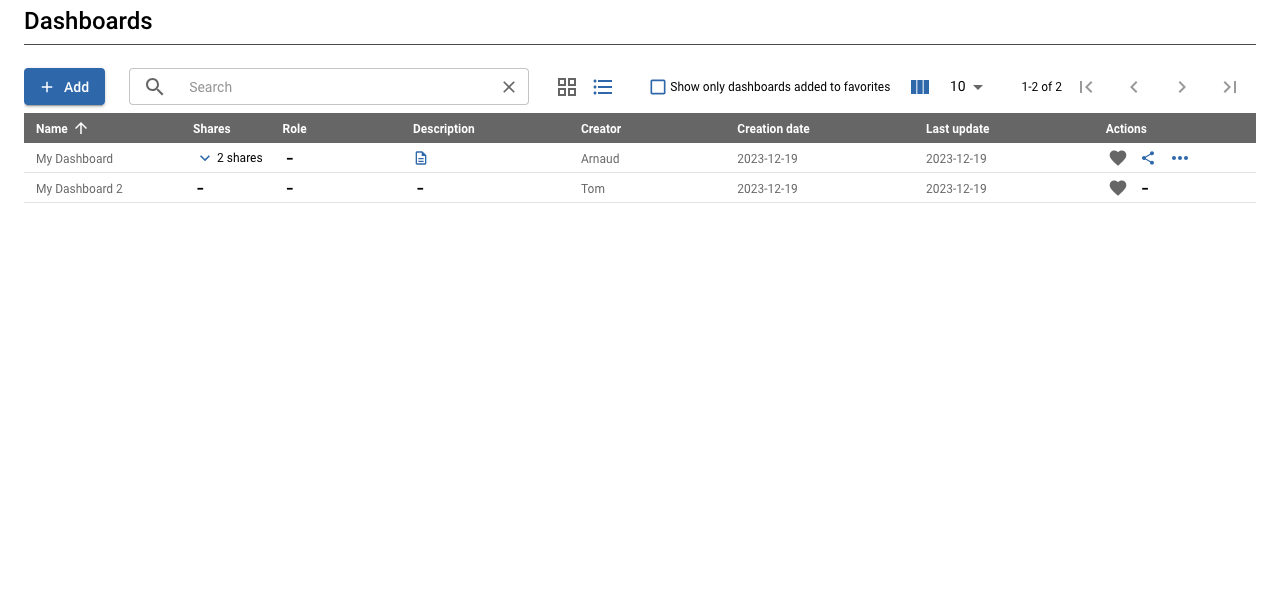 Dashboards
Add
Search
Show only dashboards added to favorites
10
1-2 of 2
Name Shares Role Description Creator Creation date Last update Actions
My Dashboard 2 shares - Arnaud 2023-12-19 2023-12-19
My Dashboard 2 - - - Tom 2023-12-19 2023-12-19 -